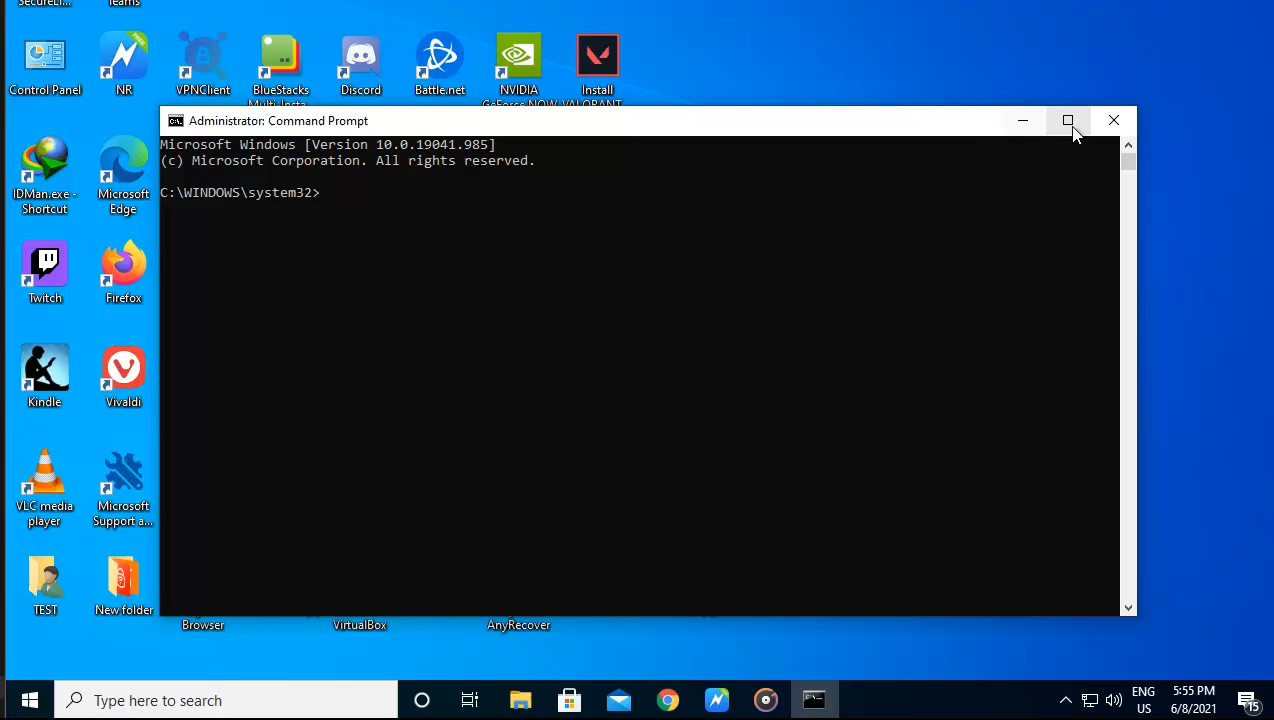 SecureLi...
Teams
Control Panel
NR
VPNClient
BlueStacks
Multi-Insta...
Discord
Battle.net
NVIDIA
GeForce NOW
Install
VALORANT
FREE
Administrator: Command Prompt
Microsoft Windows [Version 10.0.19041.985]
(c) Microsoft Corporation. All rights reserved.
C:\WINDOWS\system32>
IDMan.exe -
Shortcut
Microsoft
Edge
Twitch
Firefox
Kindle
Vivaldi
VLC media
player
Microsoft
Support a...
TEST
New folder
Browser
VirtualBox
AnyRecover
Type here to search
ENG
US
5:55 PM
6/8/2021
15